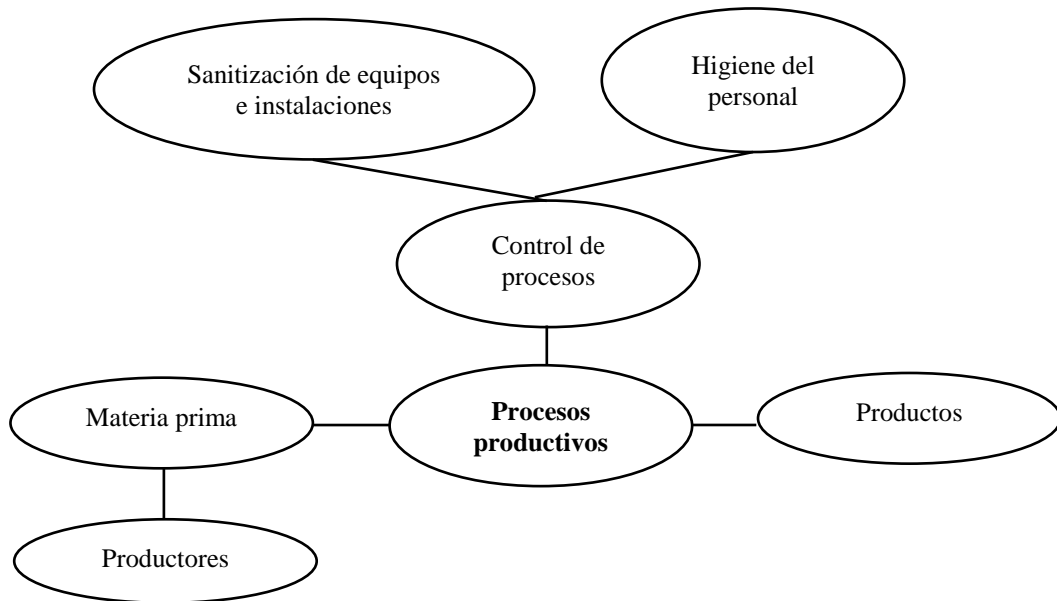 Sanitización de equipos
e instalaciones
Higiene del
personal
Control de
procesos
Materia prima
Procesos
productivos
Productos
Productores